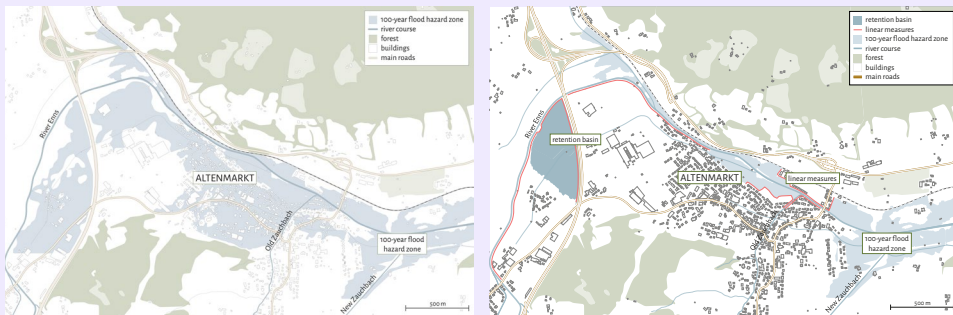 100-year flood hazard zone
river course
forest
buildings
main roads
River Enns
ALTENMARKT
Old Zauchbach
100-year flood
hazard zone
New Zauchbach
500 m
retention basin
linear measures
100-year flood hazard zone
river course
forest
buildings
main roads
River Enns
retention basin
ALTENMARKT
linear measures
Old
100-year flood
hazard zone
New Zauchbach
500 m